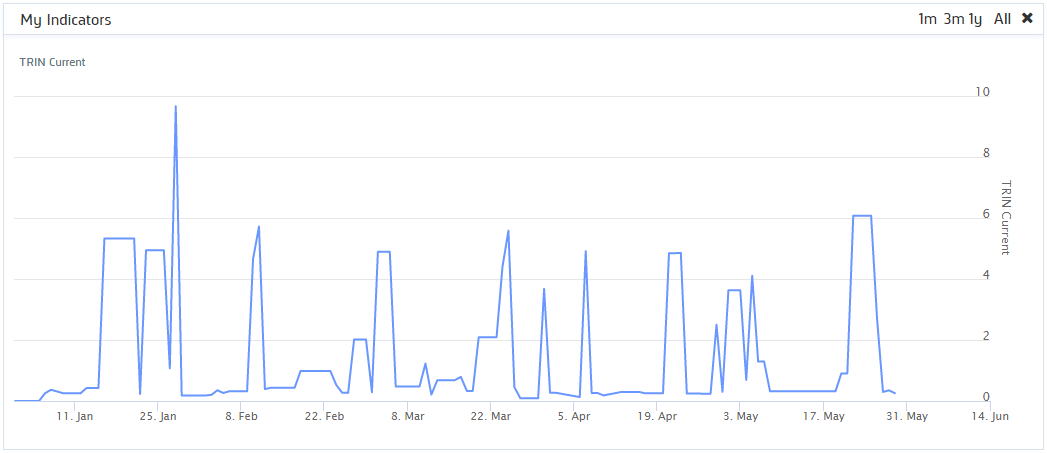 My Indicators
1m 3m 1y All ✖
TRIN Current
10
8
6
4
2
0
TRIN Current
11. Jan 25. Jan 8. Feb 22. Feb 8. Mar 22. Mar 5. Apr 19. Apr 3. May 17. May 31. May 14. Jun